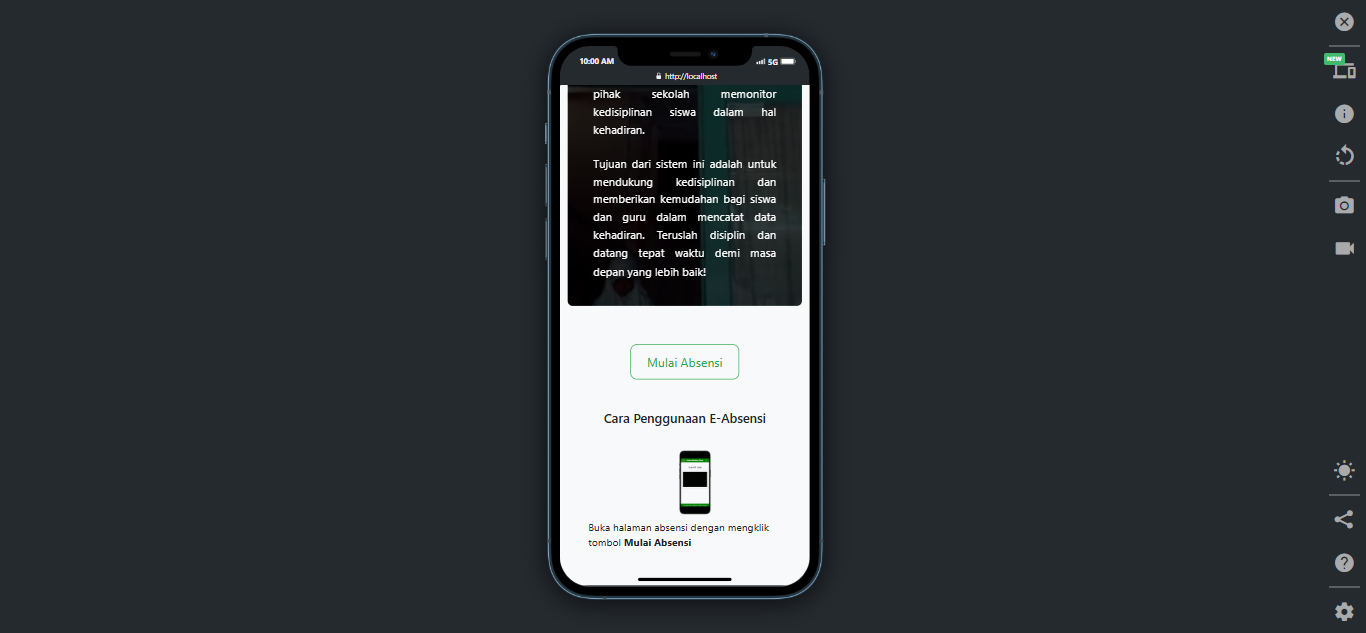 NEW
10:00 AM
5G
http://localhost
pihak sekolah memonitor
kedisiplinan siswa dalam hal
kehadiran.
Tujuan dari sistem ini adalah untuk
mendukung kedisiplinan dan
memberikan kemudahan bagi siswa
dan guru dalam mencatat data
kehadiran. Teruslah disiplin dan
datang tepat waktu demi masa
depan yang lebih baik!
Mulai Absensi
Cara Penggunaan E-Absensi
Buka halaman absensi dengan mengklik
tombol Mulai Absensi